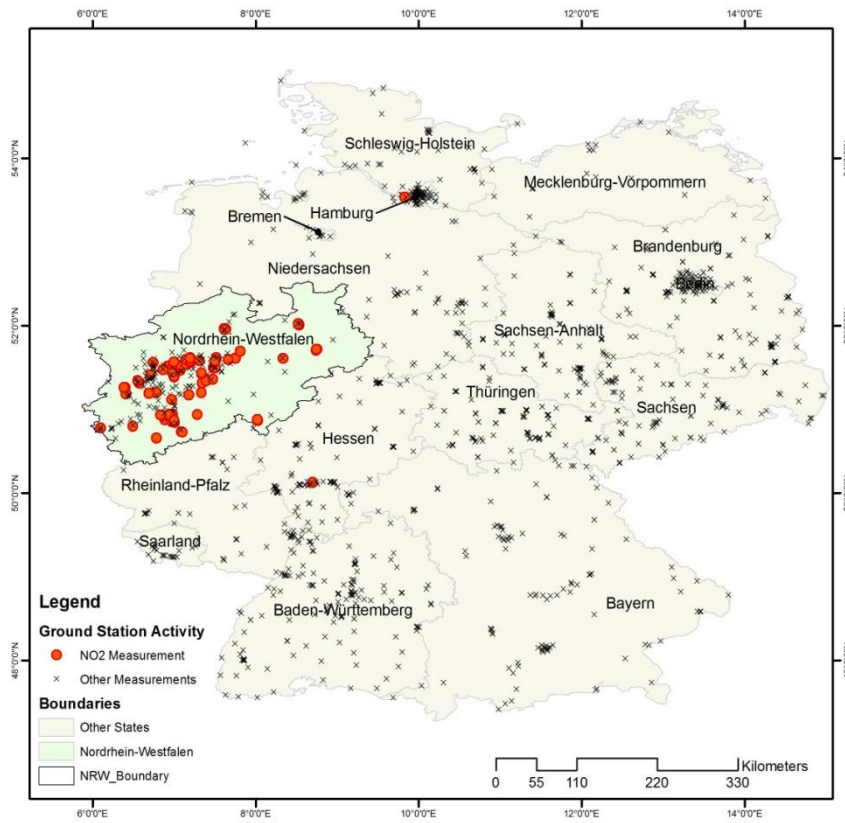 6°0'0"E 8°0'0"E 10°0'0"E 12°0'0"E 14°0'0"E
54°0'0"N
52°0'0"N
50°0'0"N
48°0'0"N
Schleswig-Holstein
Mecklenburg-Vorpommern
Hamburg
Bremen
Brandenburg
Berlin
Niedersachsen
Nordrhein-Westfalen
Sachsen-Anhalt
Thüringen
Sachsen
Hessen
Rheinland-Pfalz
Saarland
Baden-Württemberg
Bayern
Legend
Ground Station Activity
NO2 Measurement
Other Measurements
Boundaries
Other States
Nordrhein-Westfalen
NRW_Boundary
Kilometers
0 55 110 220 330
6°0'0"E 8°0'0"E 10°0'0"E 12°0'0"E 14°0'0"E